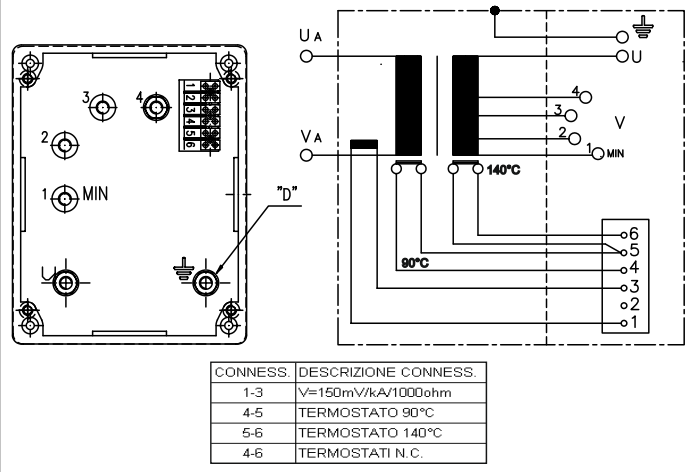 3
4
1
2
3
4
5
6
2
1 MIN
"D"
U
U A
U
4
3
V
2
V A
1 MIN
140°C
90°C
6
5
4
3
2
1
CONNESS. DESCRIZIONE CONNESS.
1-3 V=150mV/kA/1000ohm
4-5 TERMOSTATO 90°C
5-6 TERMOSTATO 140°C
4-6 TERMOSTATI N.C.